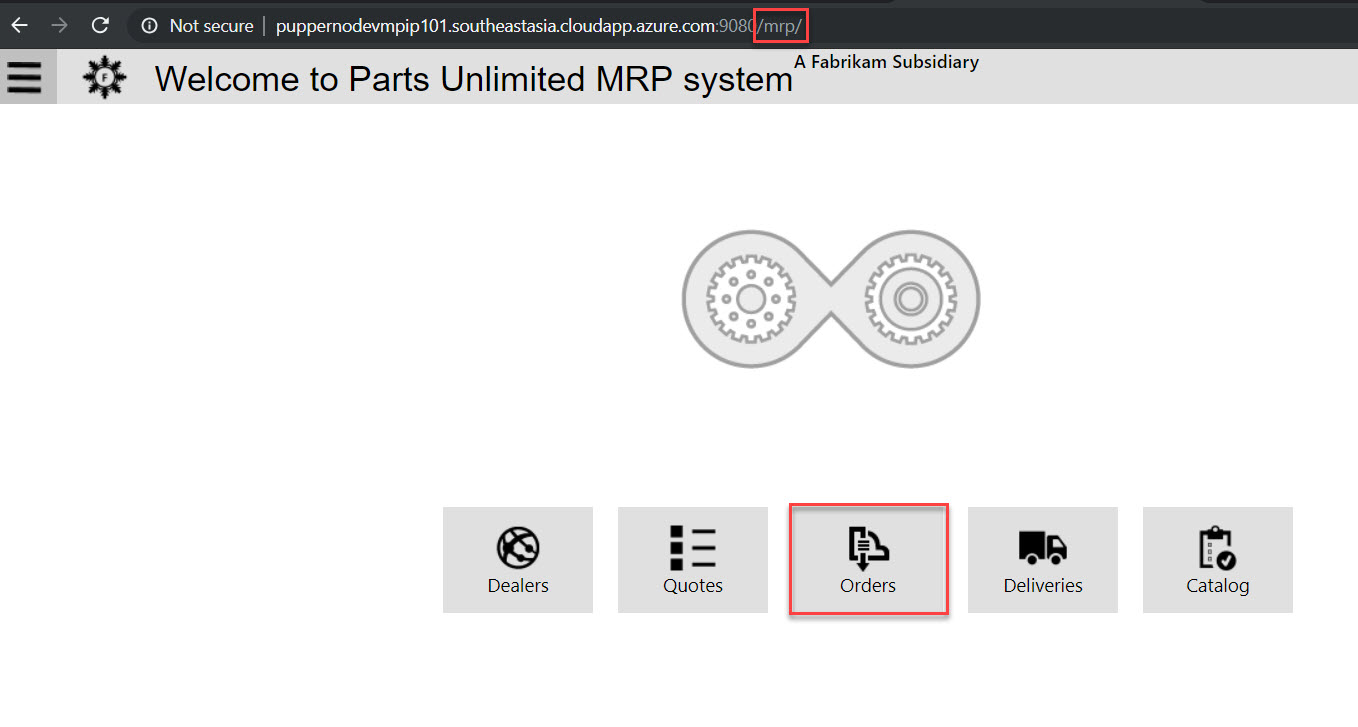 Not secure | puppernodevmpip101.southeastasia.cloudapp.azure.com:9080/mrp/
Welcome to Parts Unlimited MRP system A Fabrikam Subsidiary
F
Dealers
Quotes
Orders
Deliveries
Catalog